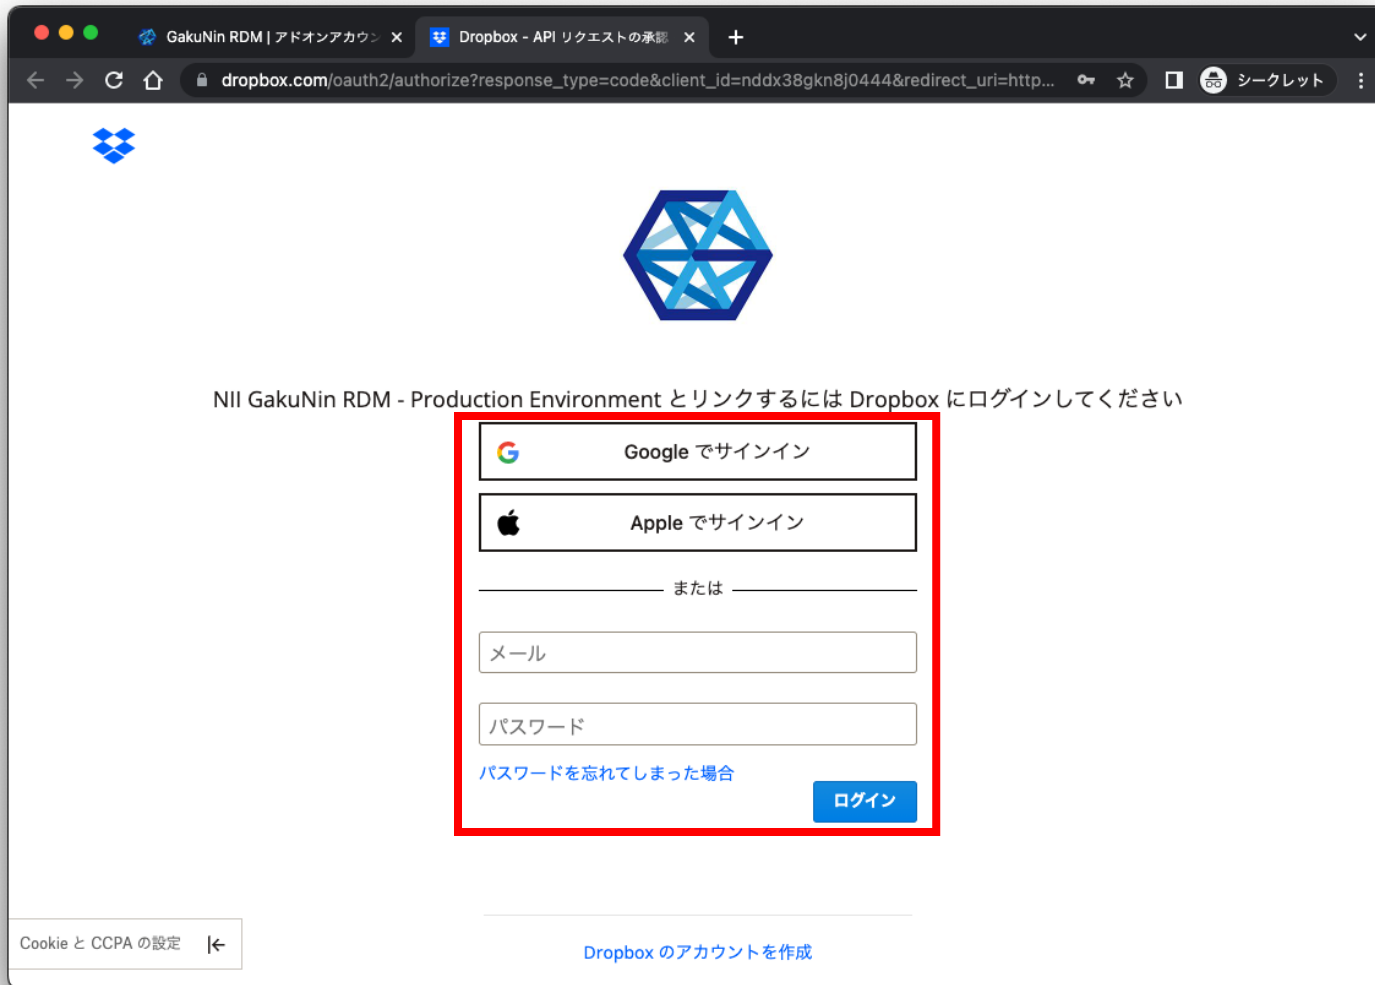 GakuNin RDM | アドオンアカウン
Dropbox - API リクエストの承認
dropbox.com/oauth2/authorize?response_type=code&client_id=nddx38gkn8j0444&redirect_uri=http...
シークレット
NII GakuNin RDM - Production Environment とリンクするには Dropbox にログインしてください
Google でサインイン
Apple でサインイン
または
メール
パスワード
パスワードを忘れてしまった場合
ログイン
Cookie と CCPA の設定
Dropbox のアカウントを作成